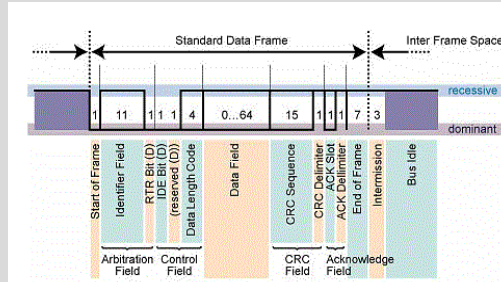 Standard Data Frame
Inter Frame Space
recessive
1 11 1 1 1 4 0...64 15 1 1 1 7 3
dominant
Start of Frame
Identifier Field
RTR Bit (D)
IDE Bit (D)
(reserved (D))
Data Length Code
Data Field
CRC Sequence
CRC Delimiter
ACK Slot
ACK Dellimiter
End of Frame
Intermission
Bus Idle
Arbitration Field
Control Field
CRC Field
Acknowledge Field